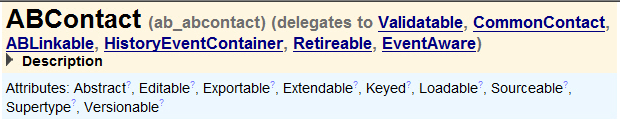 ABContact (ab_abcontact) (delegates to Validatable, CommonContact,
ABLinkable, HistoryEventContainer, Retireable, EventAware)
Description
Attributes: Abstract?, Editable?, Exportable?, Extendable?, Keyed?, Loadable?, Sourceable?,
Supertype?, Versionable?